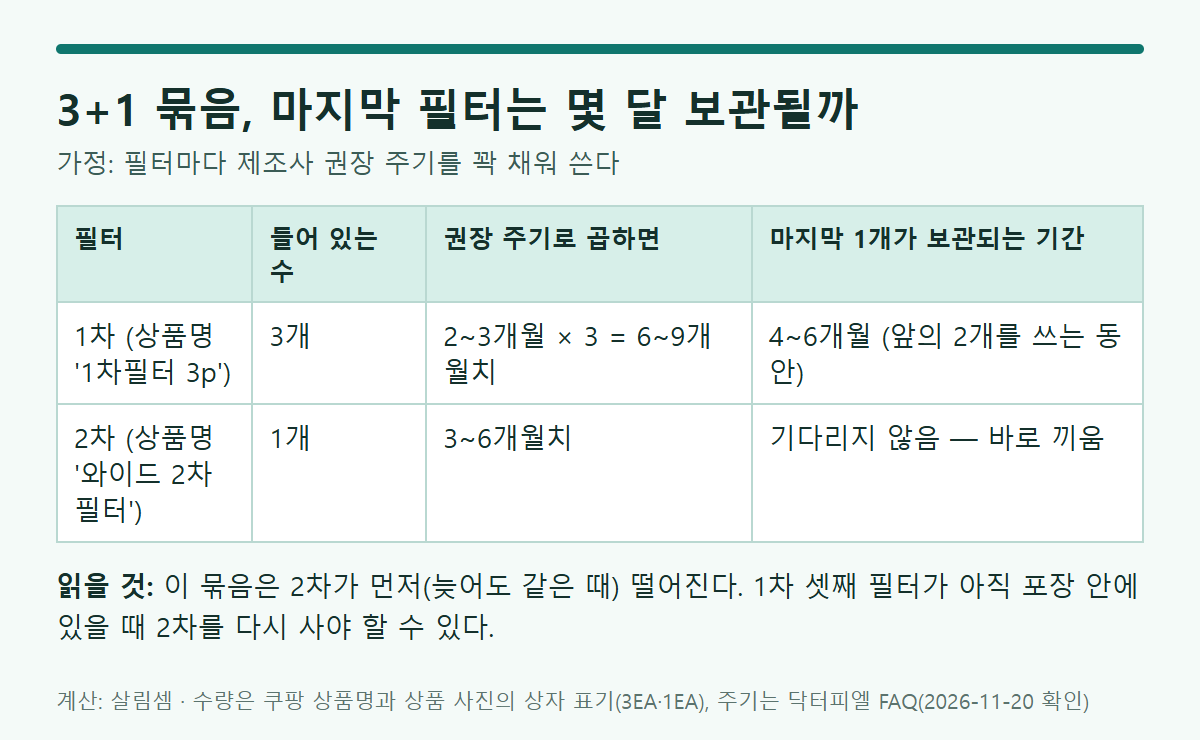 3+1 묶음, 마지막 필터는 몇 달 보관될까
가정: 필터마다 제조사 권장 주기를 꽉 채워 쓴다
필터
들어 있는
수
권장 주기로 곱하면
마지막 1개가 보관되는 기간
1차 (상품명
'1차필터 3p')
3개
2~3개월 × 3 = 6~9개
월치
4~6개월 (앞의 2개를 쓰는 동
안)
2차 (상품명
'와이드 2차
필터')
1개
3~6개월치
기다리지 않음 — 바로 끼움
읽을 것: 이 묶음은 2차가 먼저(늦어도 같은 때) 떨어진다. 1차 셋째 필터가 아직 포장 안에
있을 때 2차를 다시 사야 할 수 있다.
계산: 살림셈 · 수량은 쿠팡 상품명과 상품 사진의 상자 표기(3EA·1EA), 주기는 닥터피엘 FAQ(2026-11-20 확인)